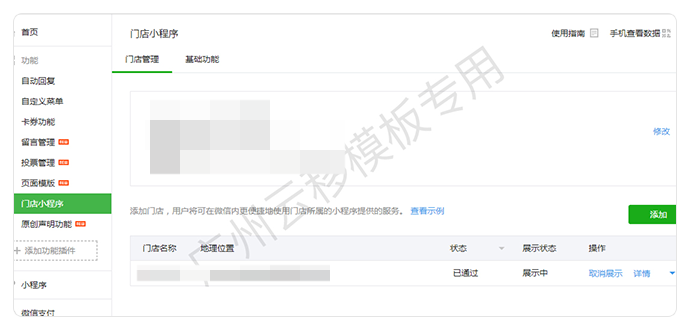 首页
门店小程序
使用指南
手机查看数据
功能
门店管理
基础功能
自动回复
自定义菜单
卡券功能
留言管理
投票管理
页面模版
门店小程序
原创声明功能
+ 添加功能插件
小程序
微信支付
修改
添加门店，用户将可在微信内更便捷地使用门店所属的小程序提供的服务。 查看示例
添加
门店名称 地理位置 状态 展示状态 操作
已通过 展示中 取消展示 详情
广州云移模板专用